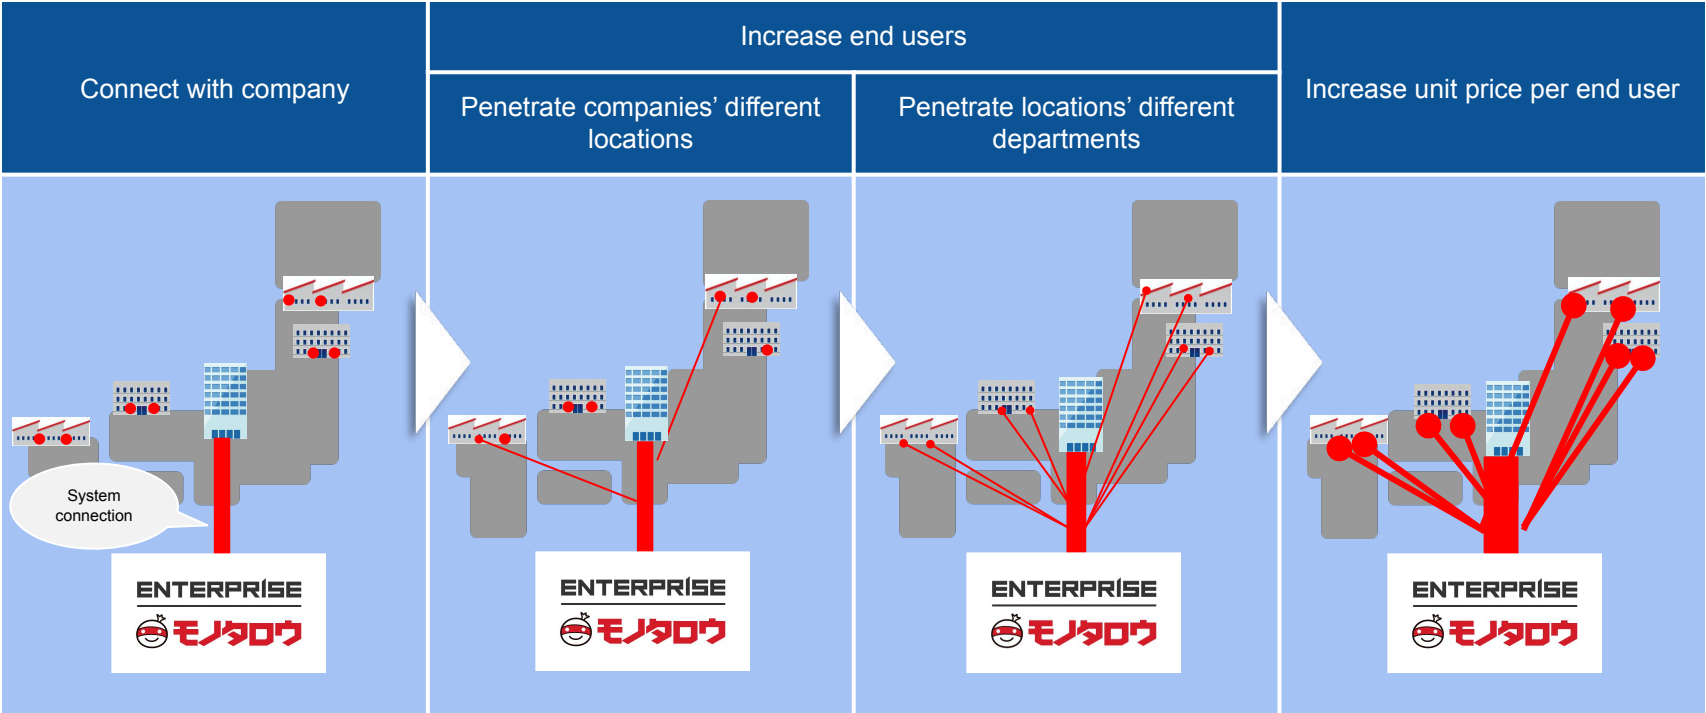 Connect with company
Increase end users
Penetrate companies’ different
locations
Penetrate locations’ different
departments
Increase unit price per end user
System
connection
ENTERPRISE
モノタロウ
ENTERPRISE
モノタロウ
ENTERPRISE
モノタロウ
ENTERPRISE
モノタロウ